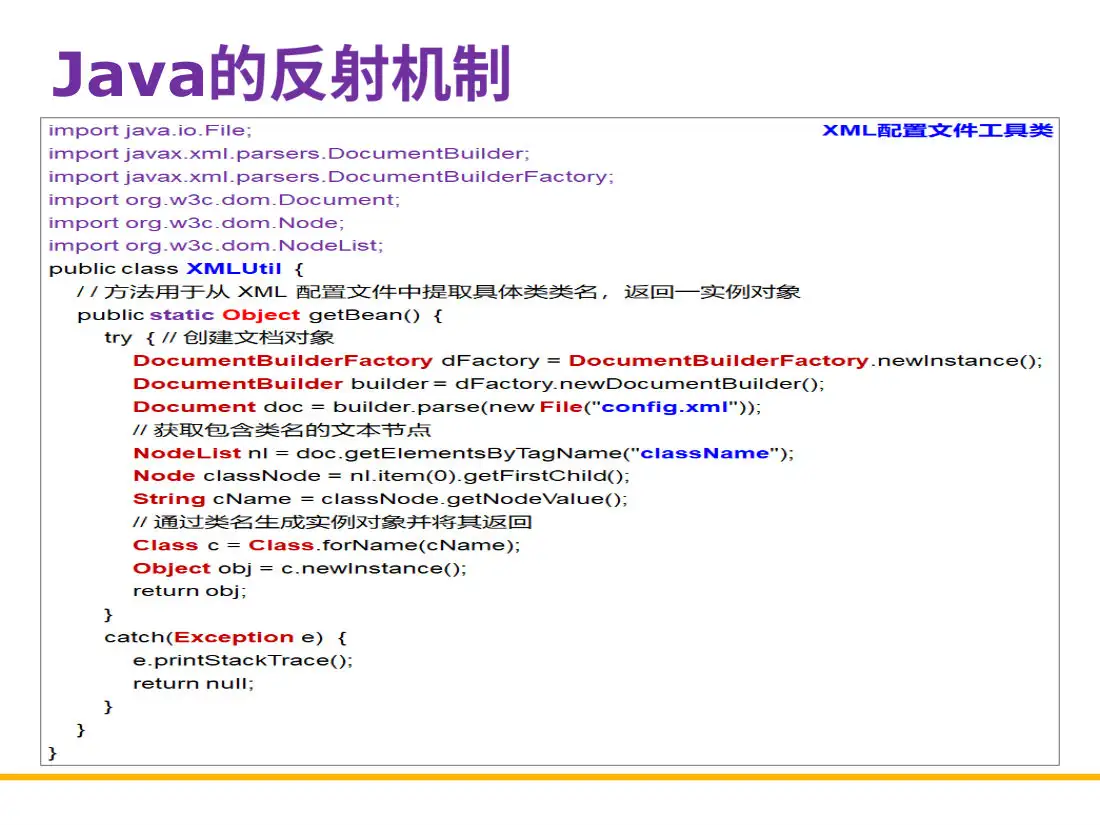 Java的反射机制
import java.io.File;
XML配置文件工具类
import javax.xml.parsers.DocumentBuilder;
import javax.xml.parsers.DocumentBuilderFactory;
import org.w3c.dom.Document;
import org.w3c.dom.Node;
import org.w3c.dom.NodeList;
public class XMLUtil {
// 方法用于从 XML 配置文件中提取具体类类名，返回一实例对象
public static Object getBean() {
try { // 创建文档对象
DocumentBuilderFactory dFactory = DocumentBuilderFactory.newInstance();
DocumentBuilder builder = dFactory.newDocumentBuilder();
Document doc = builder.parse(new File("config.xml"));
// 获取包含类名的文本节点
NodeList nl = doc.getElementsByTagName("className");
Node classNode = nl.item(0).getFirstChild();
String cName = classNode.getNodeValue();
// 通过类名生成实例对象并将其返回
Class c = Class.forName(cName);
Object obj = c.newInstance();
return obj;
}
catch(Exception e) {
e.printStackTrace();
return null;
}
}
}